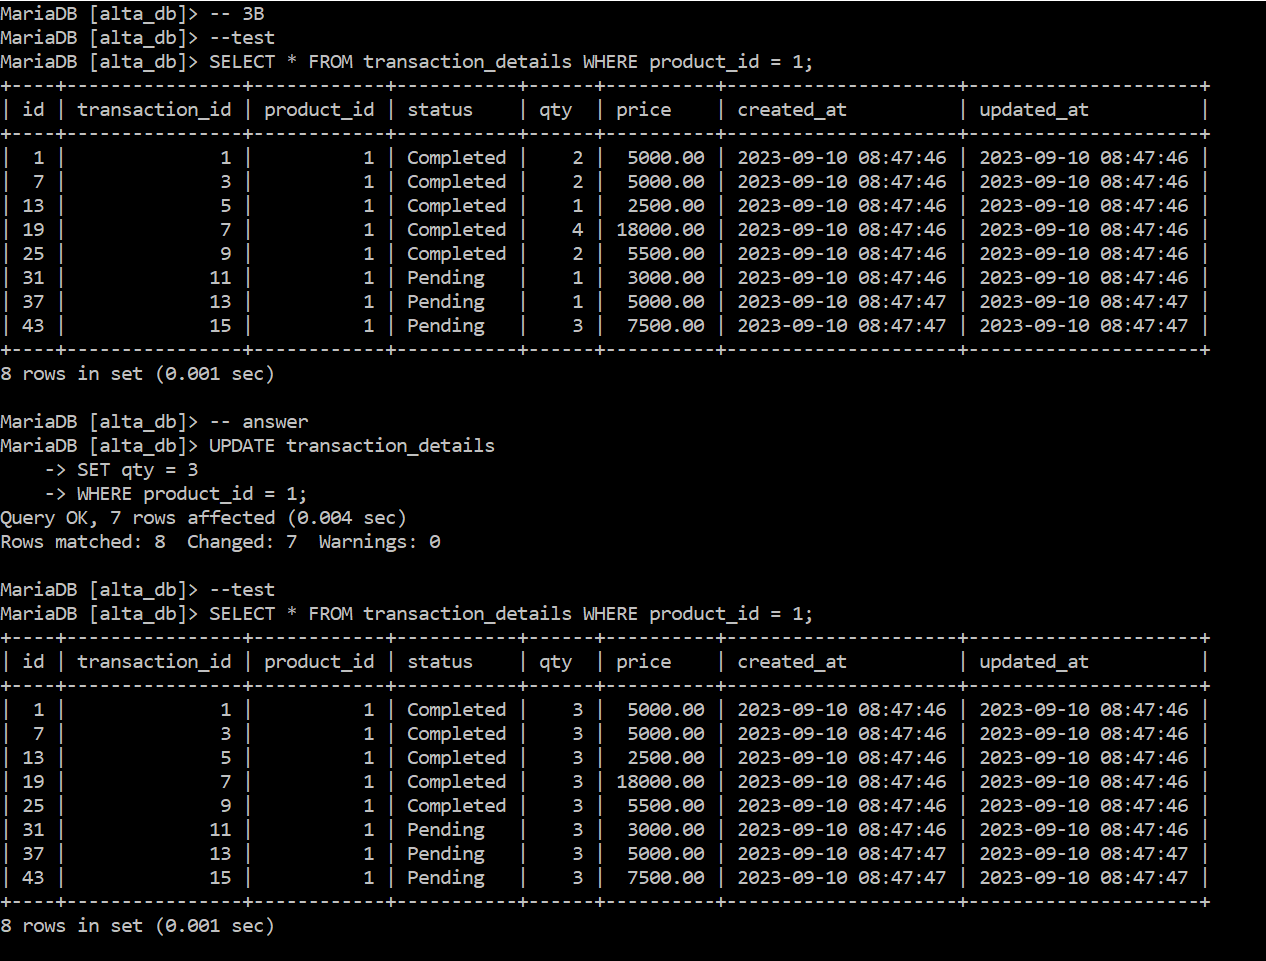 MariaDB [alta_db]> -- 3B
MariaDB [alta_db]> --test
MariaDB [alta_db]> SELECT * FROM transaction_details WHERE product_id = 1;
+----+----------------+------------+-----------+------+----------+---------------------+---------------------+
| id | transaction_id | product_id | status    | qty  | price    | created_at          | updated_at          |
+----+----------------+------------+-----------+------+----------+---------------------+---------------------+
|  1 |              1 |          1 | Completed |    2 |  5000.00 | 2023-09-10 08:47:46 | 2023-09-10 08:47:46 |
|  7 |              3 |          1 | Completed |    2 |  5000.00 | 2023-09-10 08:47:46 | 2023-09-10 08:47:46 |
| 13 |              5 |          1 | Completed |    1 |  2500.00 | 2023-09-10 08:47:46 | 2023-09-10 08:47:46 |
| 19 |              7 |          1 | Completed |    4 | 18000.00 | 2023-09-10 08:47:46 | 2023-09-10 08:47:46 |
| 25 |              9 |          1 | Completed |    2 |  5500.00 | 2023-09-10 08:47:46 | 2023-09-10 08:47:46 |
| 31 |             11 |          1 | Pending   |    1 |  3000.00 | 2023-09-10 08:47:46 | 2023-09-10 08:47:46 |
| 37 |             13 |          1 | Pending   |    1 |  5000.00 | 2023-09-10 08:47:47 | 2023-09-10 08:47:47 |
| 43 |             15 |          1 | Pending   |    3 |  7500.00 | 2023-09-10 08:47:47 | 2023-09-10 08:47:47 |
+----+----------------+------------+-----------+------+----------+---------------------+---------------------+
8 rows in set (0.001 sec)

MariaDB [alta_db]> -- answer
MariaDB [alta_db]> UPDATE transaction_details
    -> SET qty = 3
    -> WHERE product_id = 1;
Query OK, 7 rows affected (0.004 sec)
Rows matched: 8  Changed: 7  Warnings: 0

MariaDB [alta_db]> --test
MariaDB [alta_db]> SELECT * FROM transaction_details WHERE product_id = 1;
+----+----------------+------------+-----------+------+----------+---------------------+---------------------+
| id | transaction_id | product_id | status    | qty  | price    | created_at          | updated_at          |
+----+----------------+------------+-----------+------+----------+---------------------+---------------------+
|  1 |              1 |          1 | Completed |    3 |  5000.00 | 2023-09-10 08:47:46 | 2023-09-10 08:47:46 |
|  7 |              3 |          1 | Completed |    3 |  5000.00 | 2023-09-10 08:47:46 | 2023-09-10 08:47:46 |
| 13 |              5 |          1 | Completed |    3 |  2500.00 | 2023-09-10 08:47:46 | 2023-09-10 08:47:46 |
| 19 |              7 |          1 | Completed |    3 | 18000.00 | 2023-09-10 08:47:46 | 2023-09-10 08:47:46 |
| 25 |              9 |          1 | Completed |    3 |  5500.00 | 2023-09-10 08:47:46 | 2023-09-10 08:47:46 |
| 31 |             11 |          1 | Pending   |    3 |  3000.00 | 2023-09-10 08:47:46 | 2023-09-10 08:47:46 |
| 37 |             13 |          1 | Pending   |    3 |  5000.00 | 2023-09-10 08:47:47 | 2023-09-10 08:47:47 |
| 43 |             15 |          1 | Pending   |    3 |  7500.00 | 2023-09-10 08:47:47 | 2023-09-10 08:47:47 |
+----+----------------+------------+-----------+------+----------+---------------------+---------------------+
8 rows in set (0.001 sec)